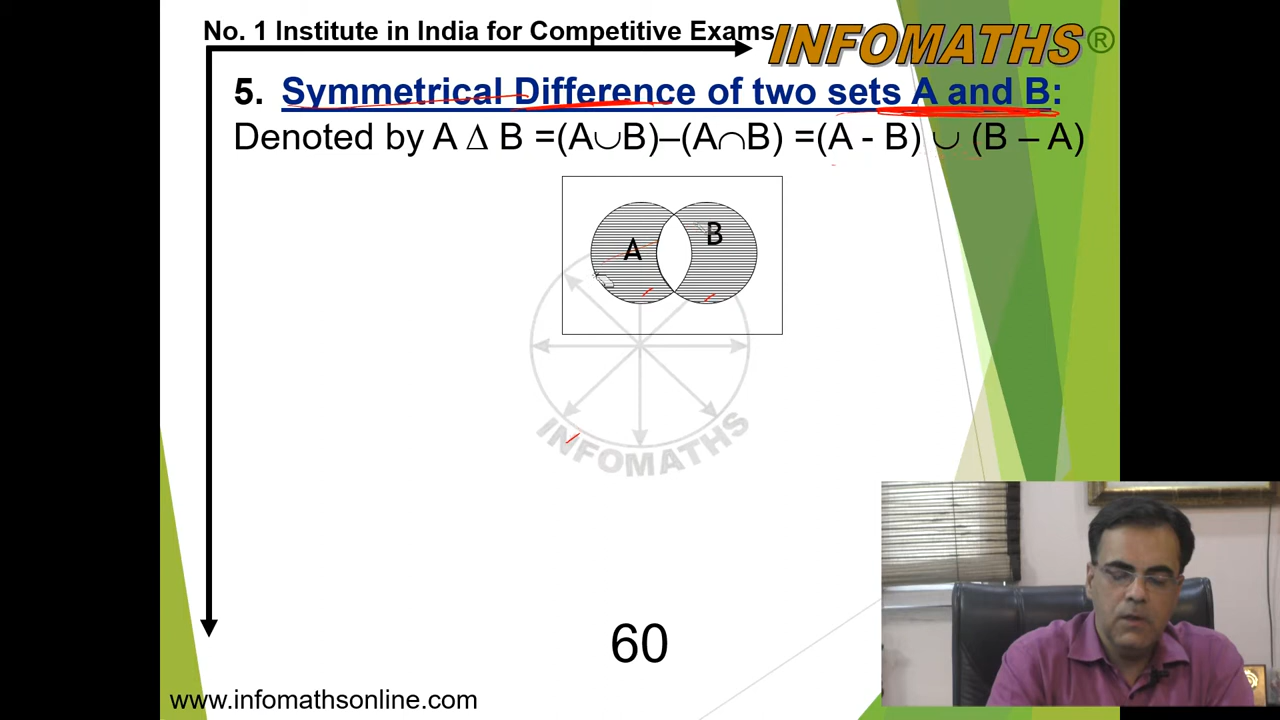 No. 1 Institute in India for Competitive Exams
INFOMATHS®
5. Symmetrical Difference of two sets A and B:
Denoted by A Δ B =(A∪B)–(A∩B) =(A - B) ∪ (B – A)
A B
INFOMATHS
60
www.infomathsonline.com